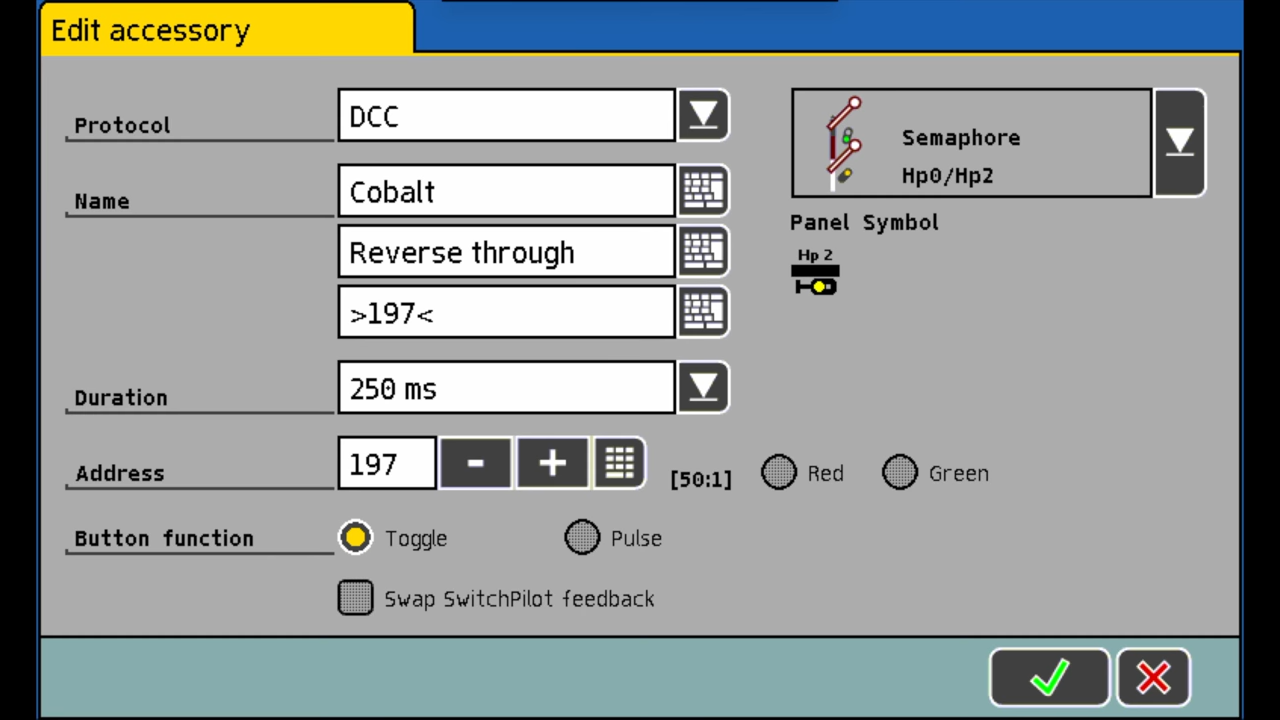 Edit accessory
Protocol
DCC
Semaphore
Hp0/Hp2
Name
Cobalt
Panel Symbol
Reverse through
Hp 2
>197<
Duration
250 ms
Address
197
-
+
[50:1]
Red
Green
Button function
Toggle
Pulse
Swap SwitchPilot feedback